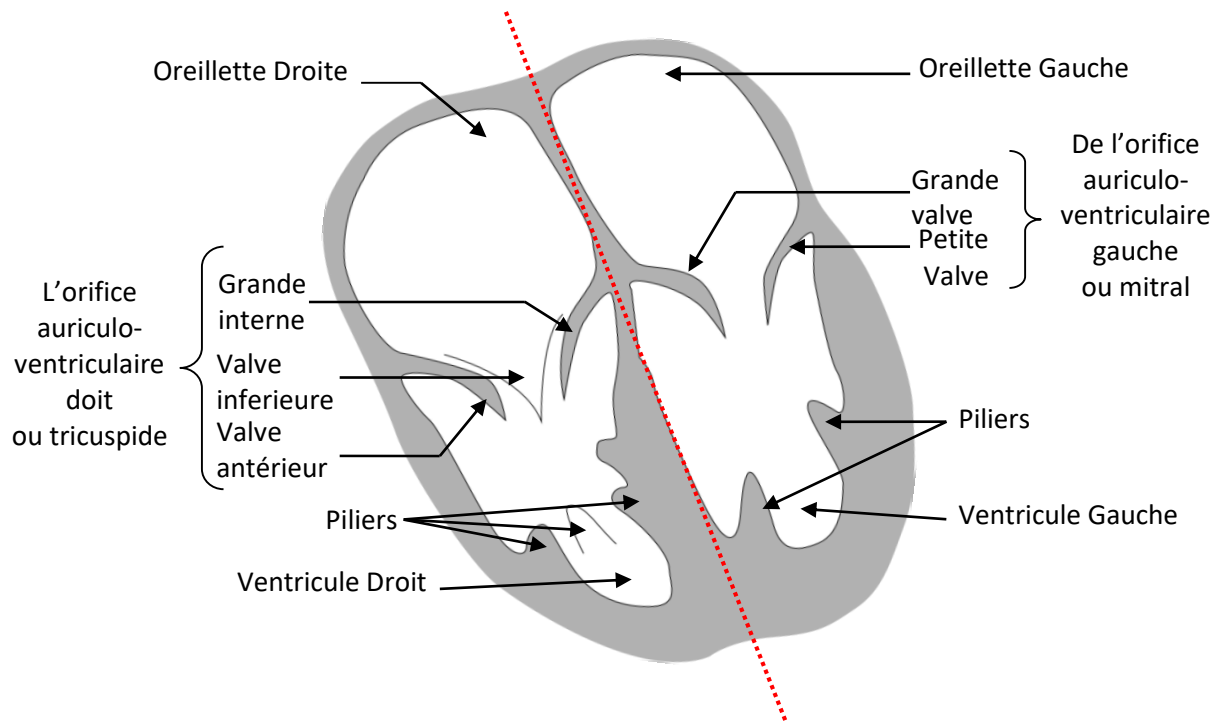 Oreillette Droite
Oreillette Gauche
Grande
valve
Petite
Valve
De l’orifice
auriculo-
ventriculaire
gauche
ou mitral
L’orifice
auriculo-
ventriculaire
doit
ou tricuspide
Grande
interne
Valve
inferieure
Valve
antérieur
Piliers
Piliers
Ventricule Gauche
Ventricule Droit